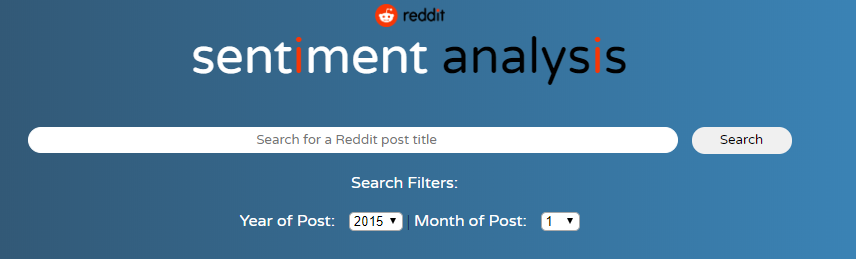 reddit
sentiment analysis
Search for a Reddit post title
Search
Search Filters:
Year of Post: 2015 | Month of Post: 1